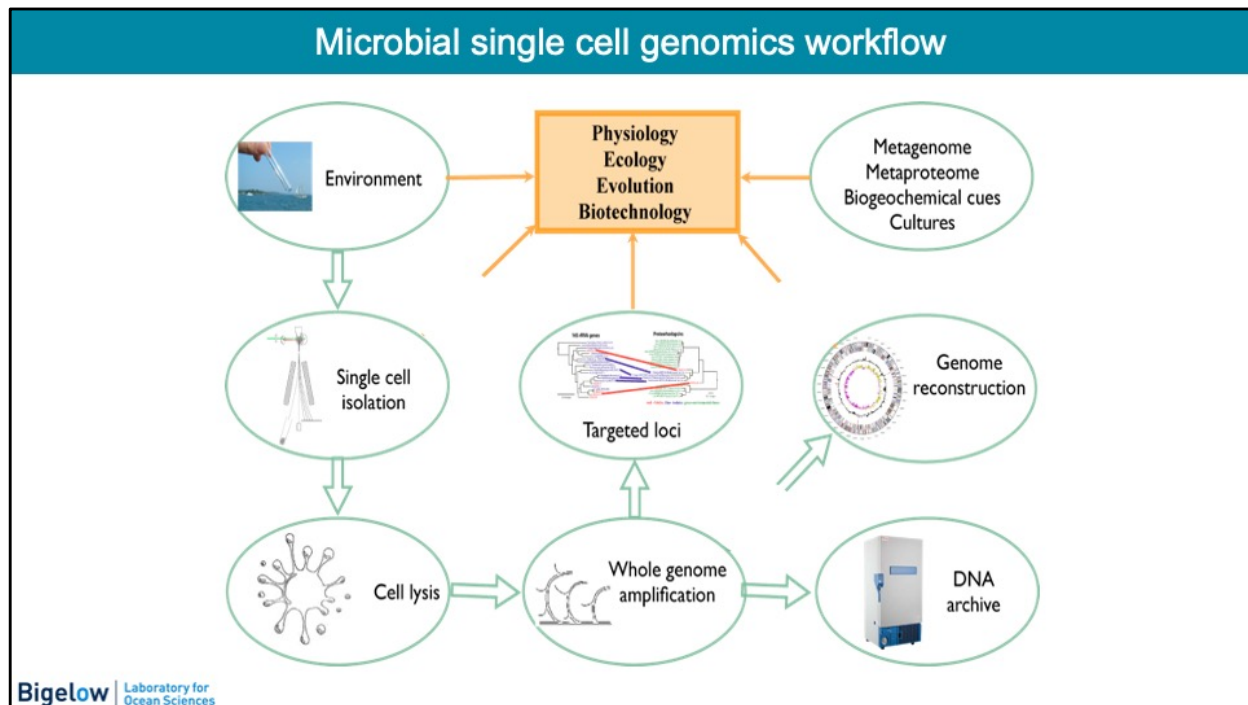 Microbial single cell genomics workflow
Environment
Physiology
Ecology
Evolution
Biotechnology
Metagenome
Metaproteome
Biogeochemical cues
Cultures
Single cell
isolation
Targeted loci
Genome
reconstruction
Cell lysis
Whole genome
amplification
DNA
archive
Bigelow
Laboratory for
Ocean Sciences